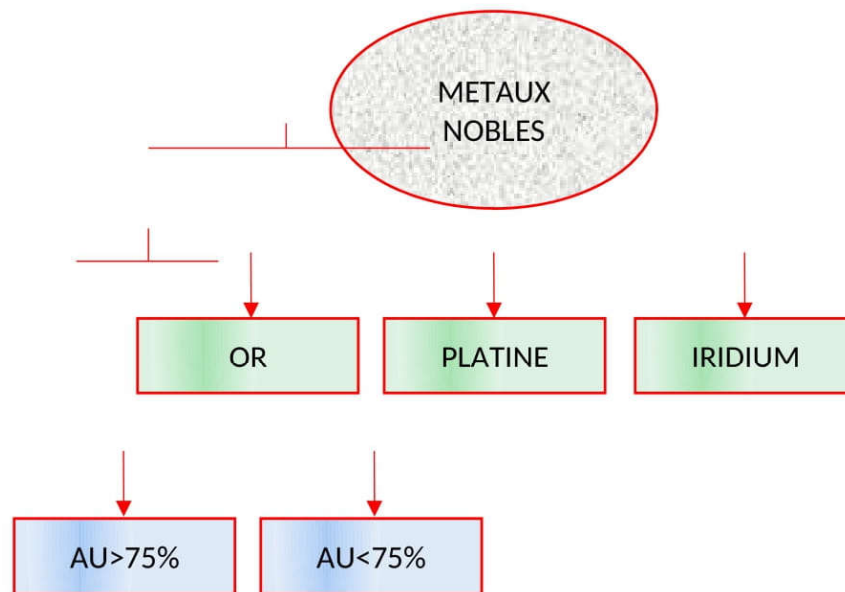 METAUX
NOBLES
OR
PLATINE
IRIDIUM
AU>75%
AU<75%